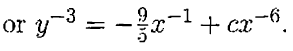 or $y^{-3} = -\frac{9}{5}x^{-1} + cx^{-6}.$